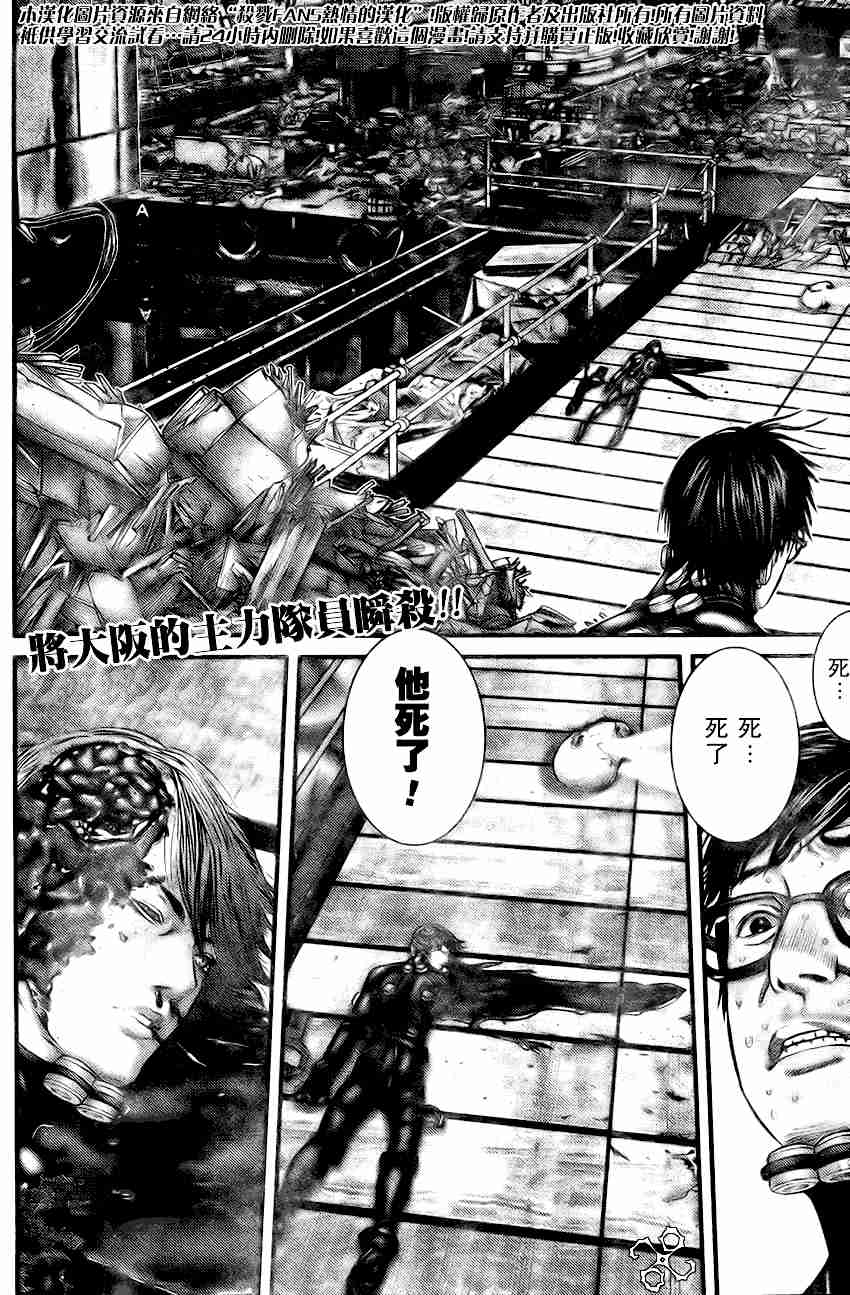 本漢化圖片資源來自網絡“殺戮FANS熱情的漢化”!版權歸原作者及出版社所有!所有圖片資料
衹供學習交流試看…請24小時内刪除!如果喜歡這個漫畫!請支持并購買正版!收藏欣賞!謝謝!
A
將大阪的主力隊員瞬殺!!
死…
死…
死了
他死了!